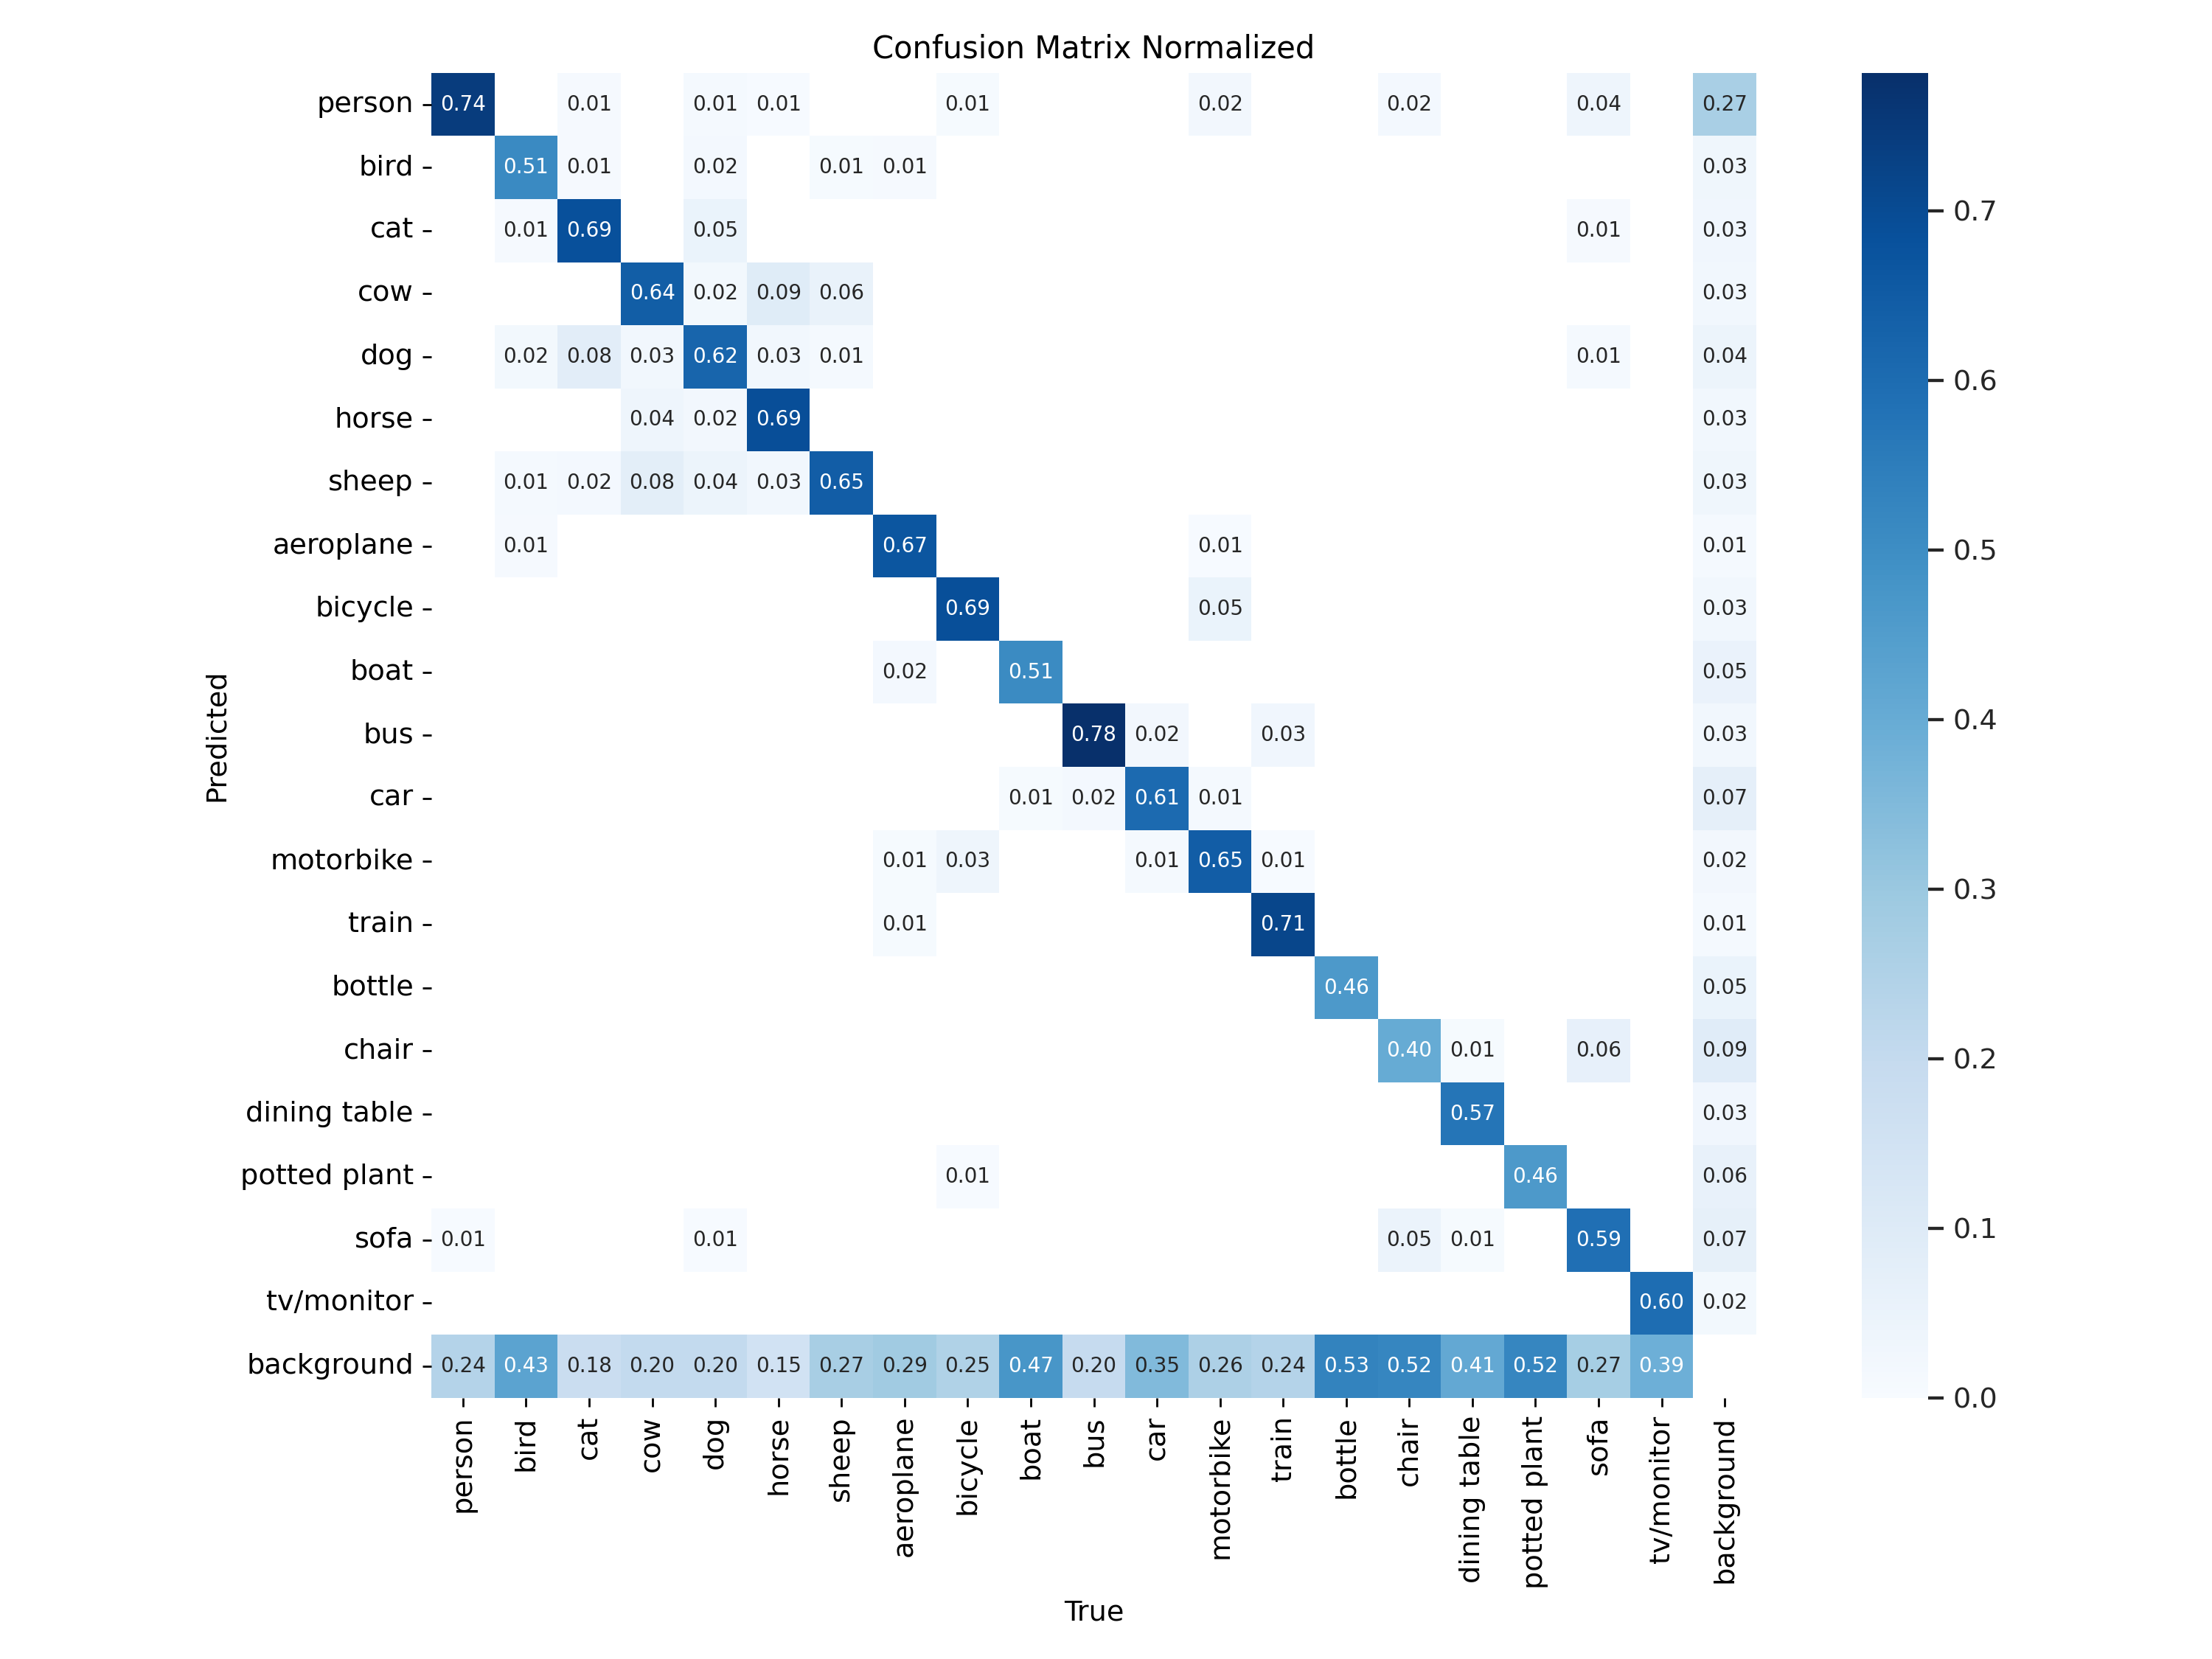 Confusion Matrix Normalized
person 0.74 0.01 0.01 0.01 0.01 0.02 0.02 0.04 0.27
bird 0.51 0.01 0.02 0.01 0.01 0.03
cat 0.01 0.69 0.05 0.01 0.03
cow 0.64 0.02 0.09 0.06 0.03
dog 0.02 0.08 0.03 0.62 0.03 0.01 0.01 0.04
horse 0.04 0.02 0.69 0.03
sheep 0.01 0.02 0.08 0.04 0.03 0.65 0.03
aeroplane 0.01 0.67 0.01 0.01
bicycle 0.69 0.05 0.03
boat 0.02 0.51 0.05
bus 0.78 0.02 0.03 0.03
car 0.01 0.02 0.61 0.01 0.07
motorbike 0.01 0.03 0.01 0.65 0.01 0.02
train 0.01 0.71 0.01
bottle 0.46 0.05
chair 0.40 0.01 0.06 0.09
dining table 0.57 0.03
potted plant 0.01 0.46 0.06
sofa 0.01 0.01 0.05 0.01 0.59 0.07
tv/monitor 0.60 0.02
background 0.24 0.43 0.18 0.20 0.20 0.15 0.27 0.29 0.25 0.47 0.20 0.35 0.26 0.24 0.53 0.52 0.41 0.52 0.27 0.39
person bird cat cow dog horse sheep aeroplane bicycle boat bus car motorbike train bottle chair dining table potted plant sofa tv/monitor background
True
Predicted
0.7
0.6
0.5
0.4
0.3
0.2
0.1
0.0